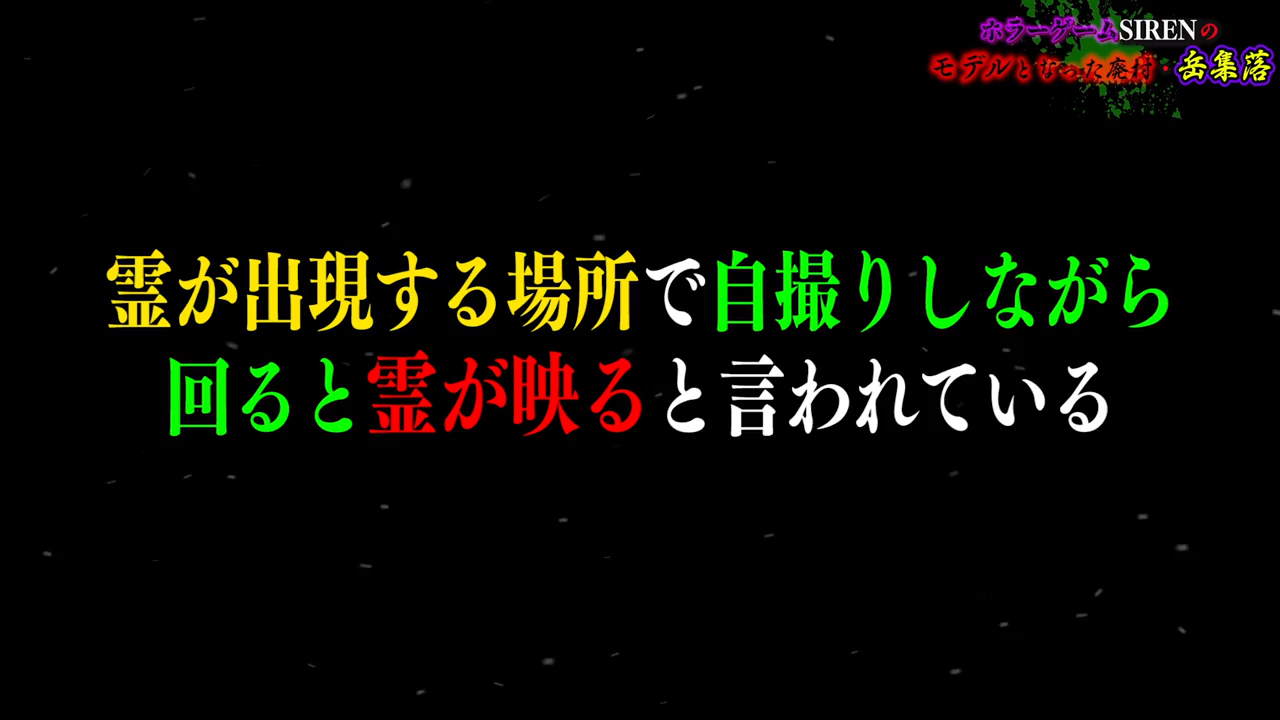 ホラーゲームSIRENの
モデルとなった廃村・岳集落
霊が出現する場所で自撮りしながら
回ると霊が映ると言われている